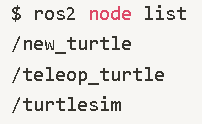 $ ros2 node list
/new_turtle
/teleop_turtle
/turtlesim